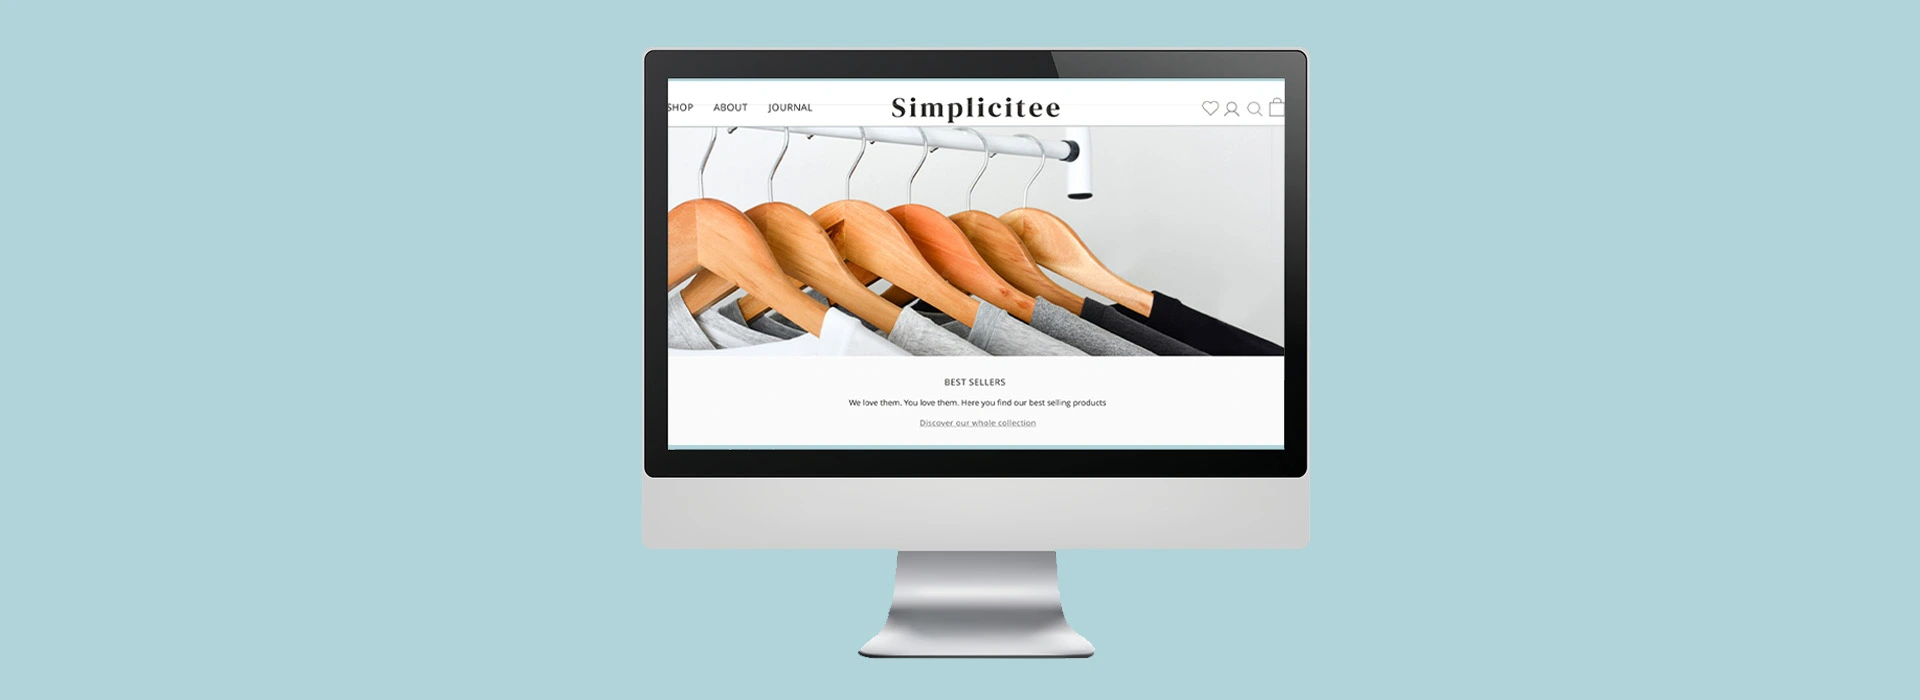 SHOP ABOUT JOURNAL Simplicitee
BEST SELLERS
We love them. You love them. Here you find our best selling products
Discover our whole collection